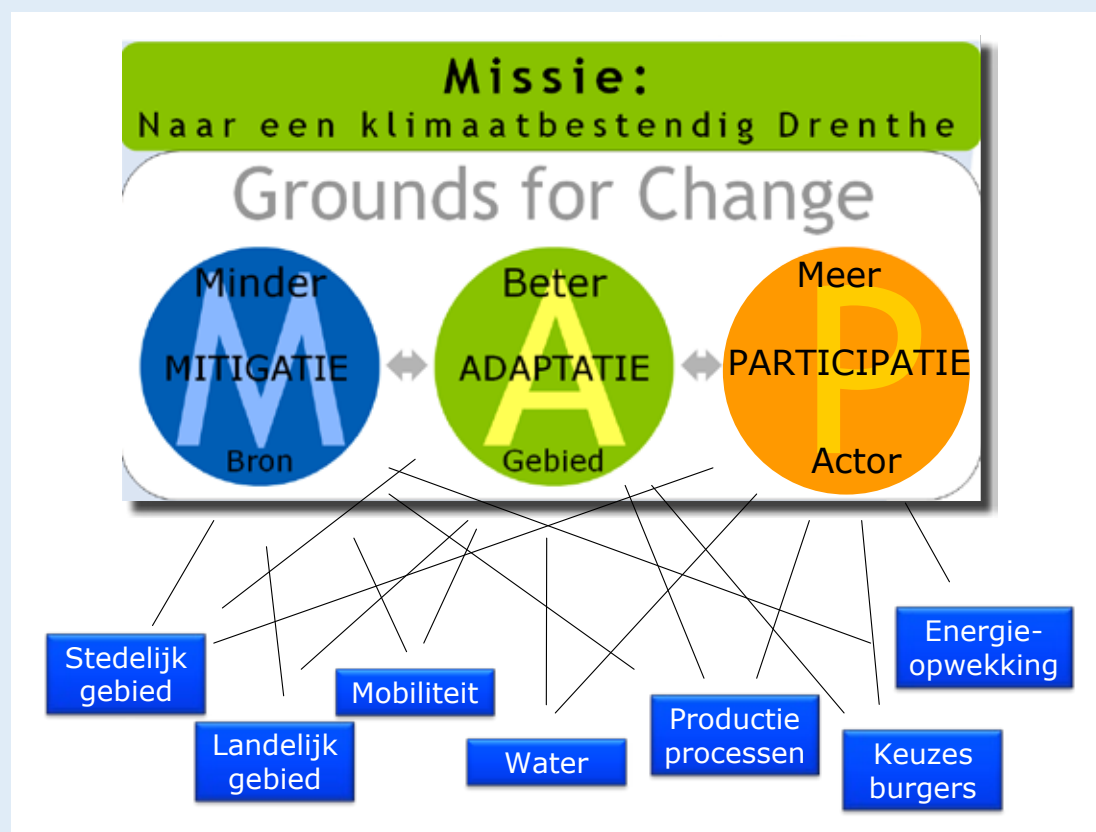 Missie:
Naar een klimaatbestendig Drenthe
Grounds for Change
M
Minder
MITIGATIE
Bron
A
Beter
ADAPTATIE
Gebied
P
Meer
PARTICIPATIE
Actor
Stedelijk
gebied
Landelijk
gebied
Mobiliteit
Water
Productie
processen
Keuzes
burgers
Energie-
opwekking